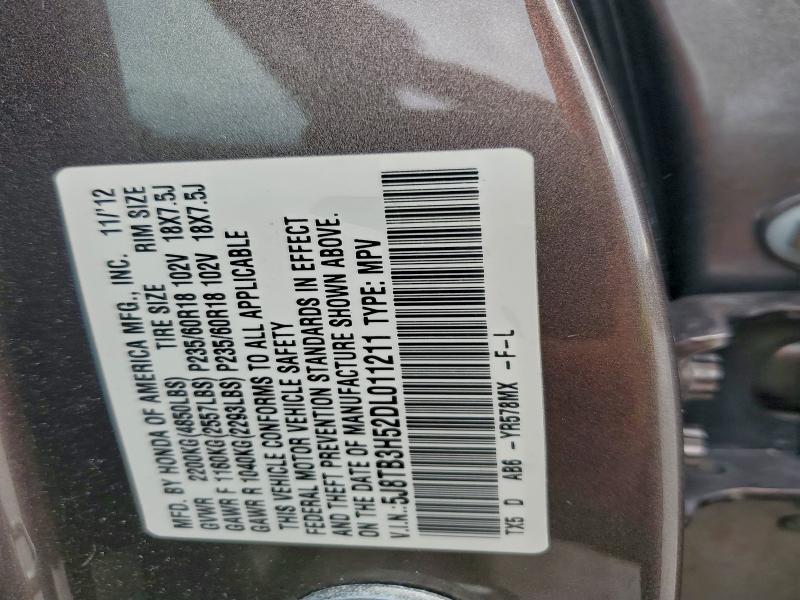 MFD. BY HONDA OF AMERICA MFG., INC. 11/'12
TIRE SIZE RIM SIZE
GVWR 2200KG(4850LBS)
GAWR F 1160KG(2557LBS) P235/60R18 102V 18X7.5J
GAWR R 1040KG(2293LBS) P235/60R18 102V 18X7.5J
THIS VEHICLE CONFORMS TO ALL APPLICABLE
FEDERAL MOTOR VEHICLE SAFETY
AND THEFT PREVENTION STANDARDS IN EFFECT
ON THE DATE OF MANUFACTURE SHOWN ABOVE.
V.I.N.:5J8TB3H52DL011211 TYPE: MPV
TX5 D AB6 -YR578MX -F-L